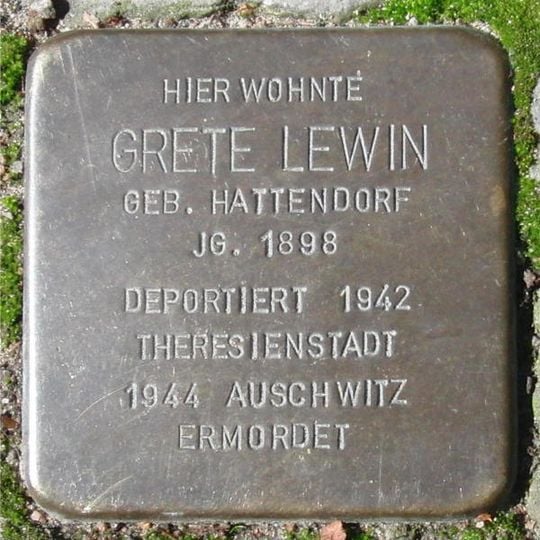 HIER WOHNTE
GRETE LEWIN
GEB. HATTENDORF
JG. 1898
DEPORTIERT 1942
THERESIENSTADT
1944 AUSCHWITZ
ERMORDET